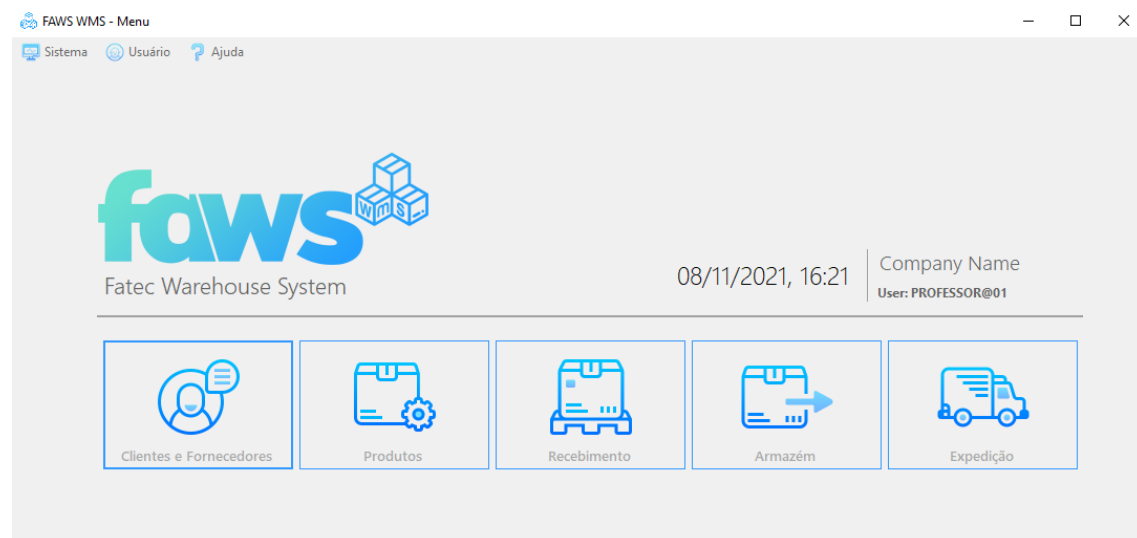 FAWS WMS - Menu
Sistema Usuário Ajuda
faws
WMS...
Fatec Warehouse System
08/11/2021, 16:21
Company Name
User: PROFESSOR@01
Clientes e Fornecedores
Produtos
Recebimento
Armazém
Expedição